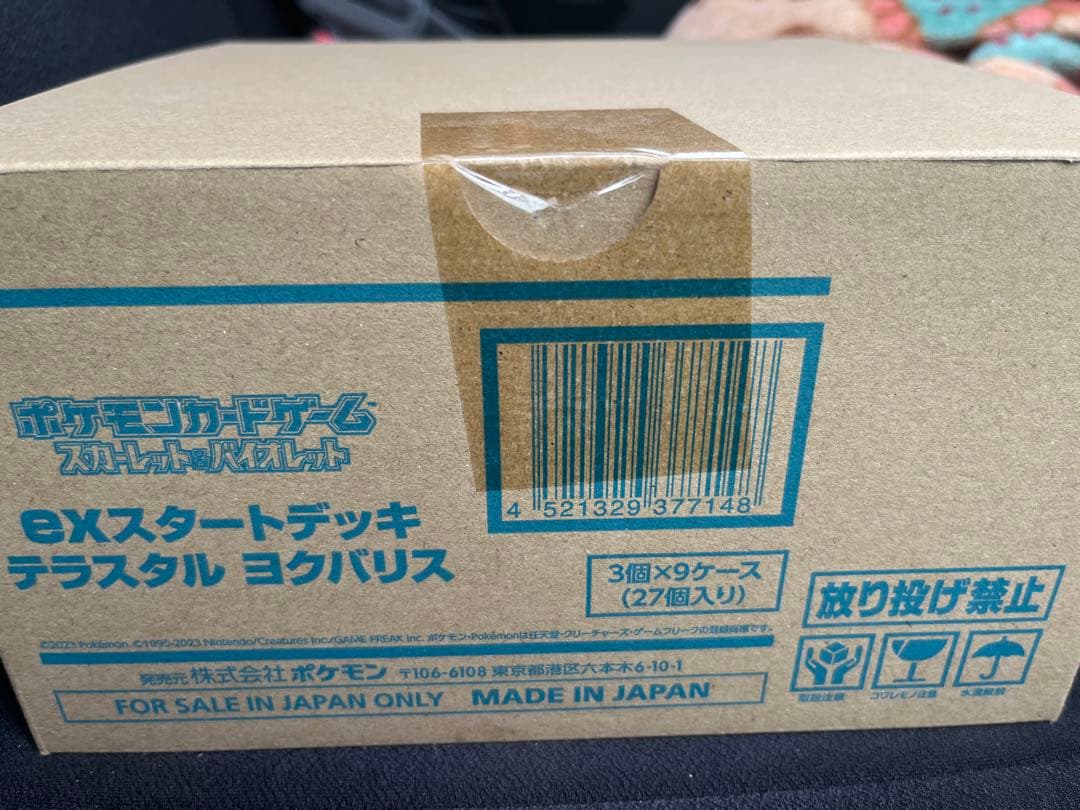 ポケモンカードゲーム
スカーレット&バイオレット
exスタートデッキ
テラスタル ヨクバリス
4 521329 377148
3個×9ケース
(27個入り)
放り投げ禁止
©2023 Pokémon. ©1995-2023 Nintendo/Creatures Inc./GAME FREAK Inc. ポケモン・Pokémonは任天堂・クリーチャーズ・ゲームフリークの登録商標です。
発売元 株式会社 ポケモン 〒106-6108 東京都港区六本木6-10-1
FOR SALE IN JAPAN ONLY MADE IN JAPAN
取扱注意
コワレモノ注意
水濡厳禁